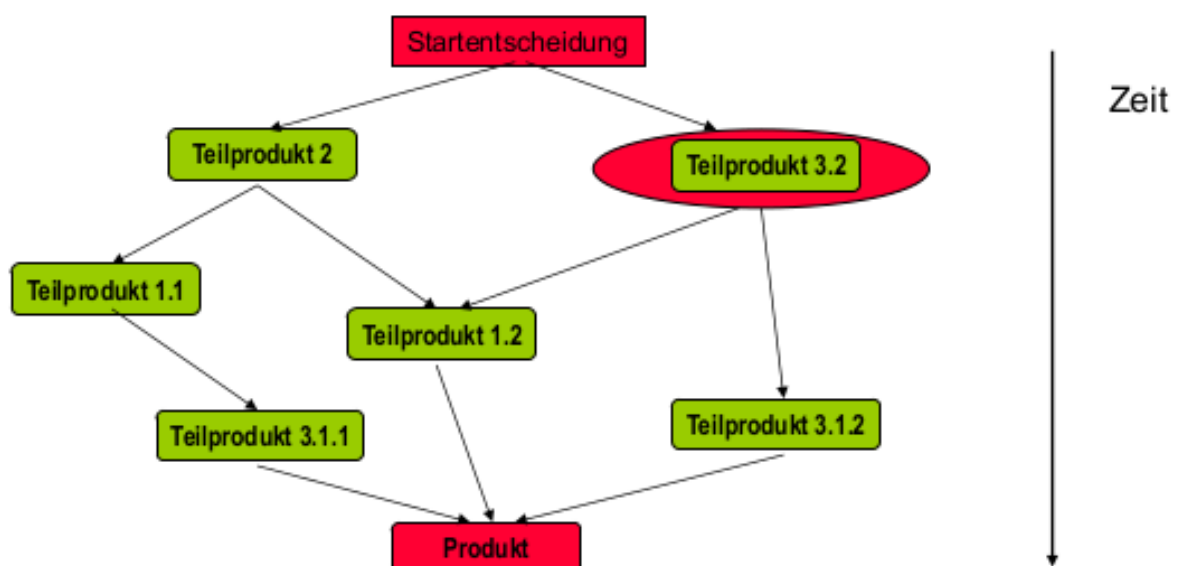 Startentscheidung
Zeit
Teilprodukt 2
Teilprodukt 3.2
Teilprodukt 1.1
Teilprodukt 1.2
Teilprodukt 3.1.1
Teilprodukt 3.1.2
Produkt